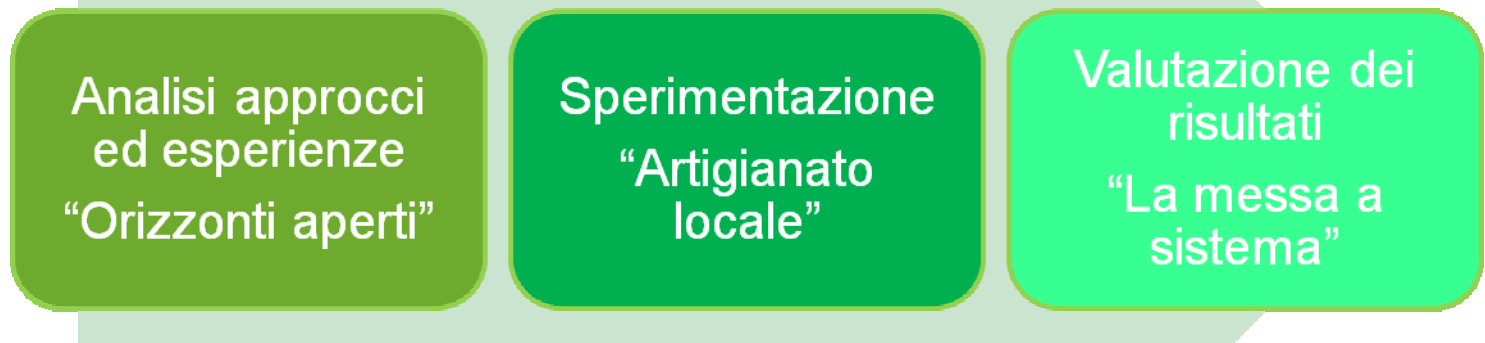 Analisi approcci
ed esperienze
“Orizzonti aperti”
Sperimentazione
“Artigianato
locale”
Valutazione dei
risultati
“La messa a
sistema”